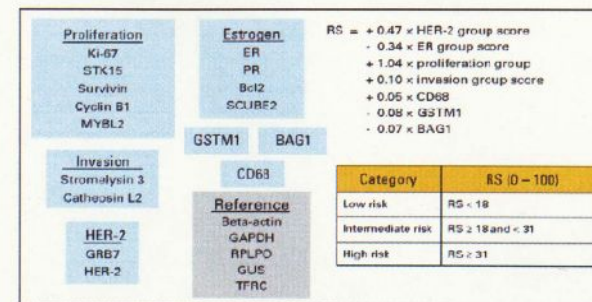 Proliferation
Ki-67
STK15
Survivin
Cyclin B1
MYBL2
Estrogen
ER
PR
Bcl2
SCUBE2
GSTM1
BAG1
CD68
Invasion
Stromalysin 3
Cathepsin L2
HER-2
GRB7
HER-2
Reference
Beta-actin
GAPDH
RPLPO
GUS
TFRC
RS = + 0.47 × HER-2 group score
- 0.34 × ER group score
+ 1.04 × proliferation group
+ 0.10 × invasion group score
+ 0.05 × CD68
- 0.08 × GSTM1
- 0.07 × BAG1
Category RS (0 – 100)
Low risk RS < 18
Intermediate risk RS ≥ 18 and < 31
High risk RS ≥ 31